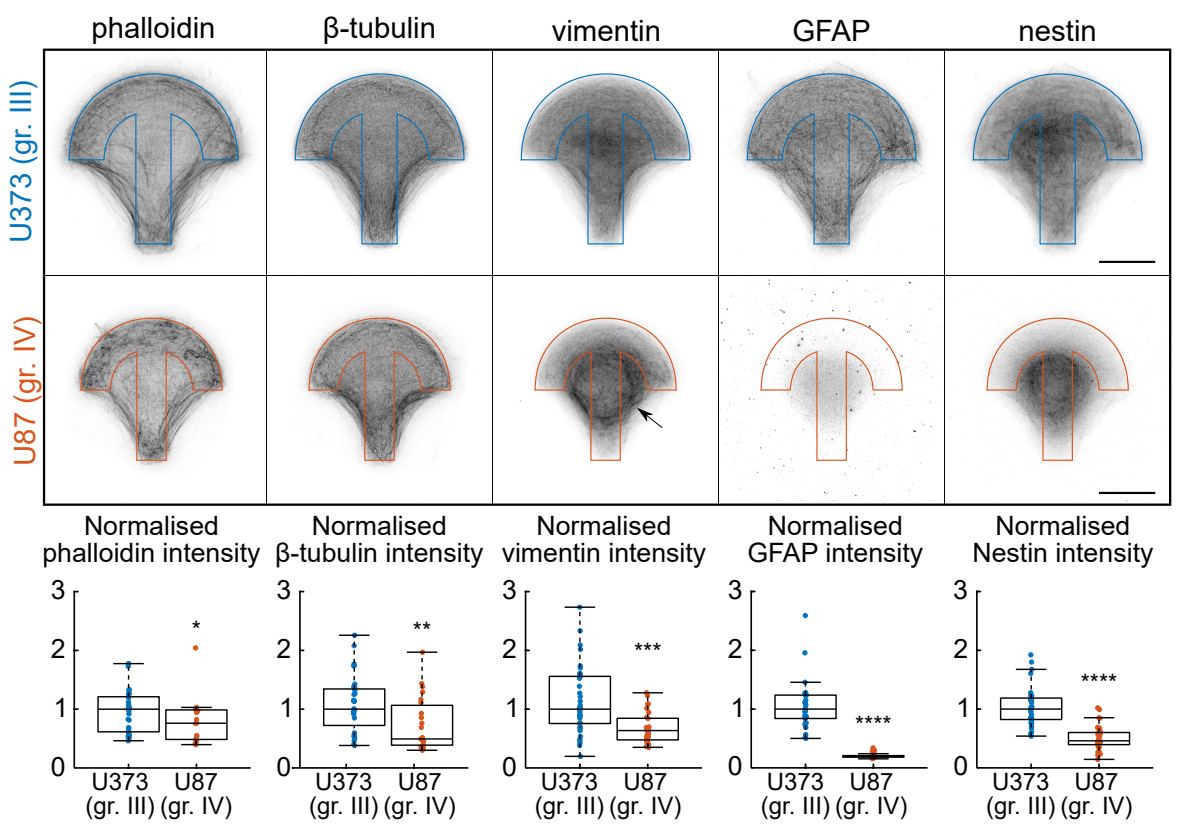 phalloidin β-tubulin vimentin GFAP nestin
U373 (gr. III)
U87 (gr. IV)
Normalised Normalised Normalised Normalised Normalised
phalloidin intensity β-tubulin intensity vimentin intensity GFAP intensity Nestin intensity
3 3 3 3 3
* ** *** **** ****
2 2 2 2 2
1 1 1 1 1
0 0 0 0 0
U373 U87 U373 U87 U373 U87 U373 U87 U373 U87
(gr. III) (gr. IV) (gr. III) (gr. IV) (gr. III) (gr. IV) (gr. III) (gr. IV) (gr. III) (gr. IV)